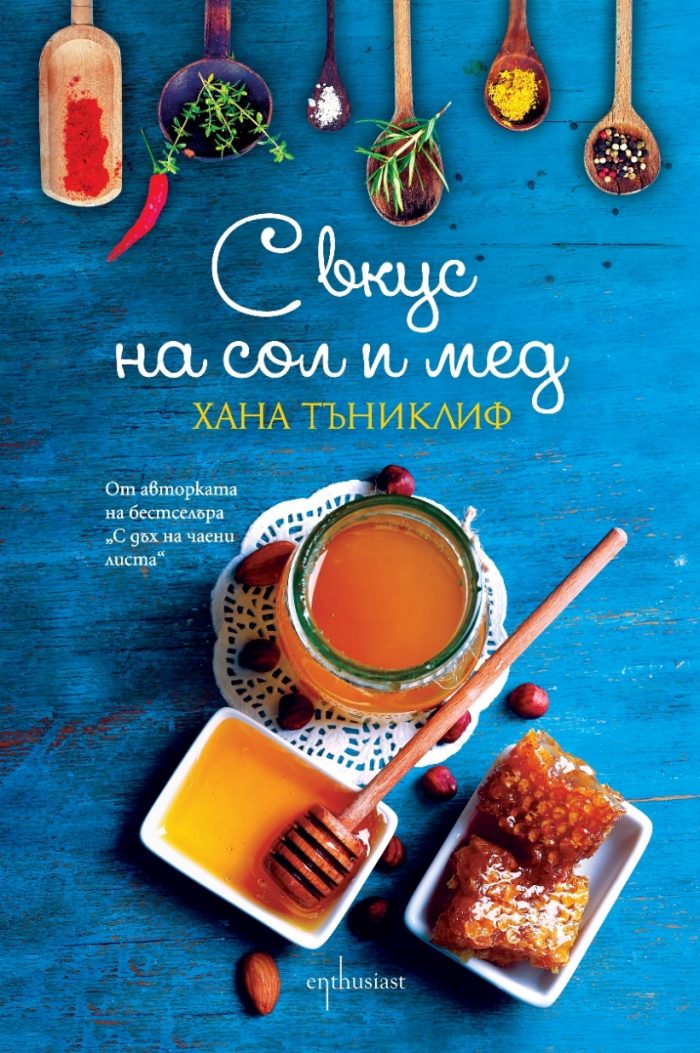 С вкус
на сол и мед
ХАНА ТЪНИКЛИФ
От авторката
на бестселъра
„С дъх на чаени
листа“
enthusiast